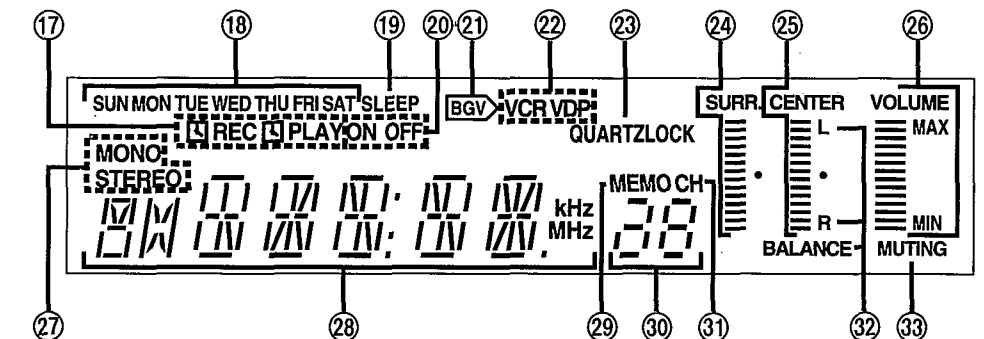 ⑰ ⑱ ⑲ ⑳ ㉑ ㉒ ㉓ ㉔ ㉕ ㉖
SUN MON TUE WED THU FRI SAT SLEEP BGV VCR VDP SURR. CENTER VOLUME
REC PLAY ON OFF QUARTZLOCK L MAX
MONO
STEREO MEMO CH
kHz 28
MHz R MIN
BALANCE MUTING
㉗ ㉘ ㉙ ㉚ ㉛ ㉜ ㉝